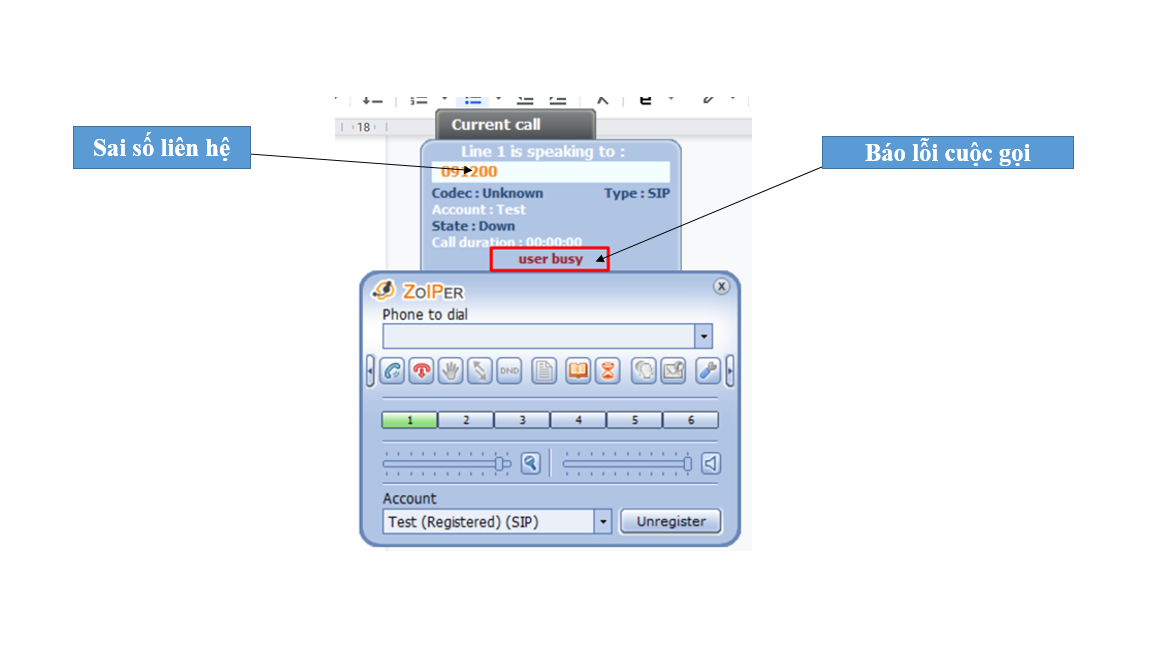 18
Current call
Sai số liên hệ
Báo lỗi cuộc gọi
Line 1 is speaking to :
091200
Codec : Unknown Type : SIP
Account : Test
State : Down
Call duration : 00:00:00
user busy
ZOIPER
X
Phone to dial
DND
1 2 3 4 5 6
Account
Test (Registered) (SIP) Unregister